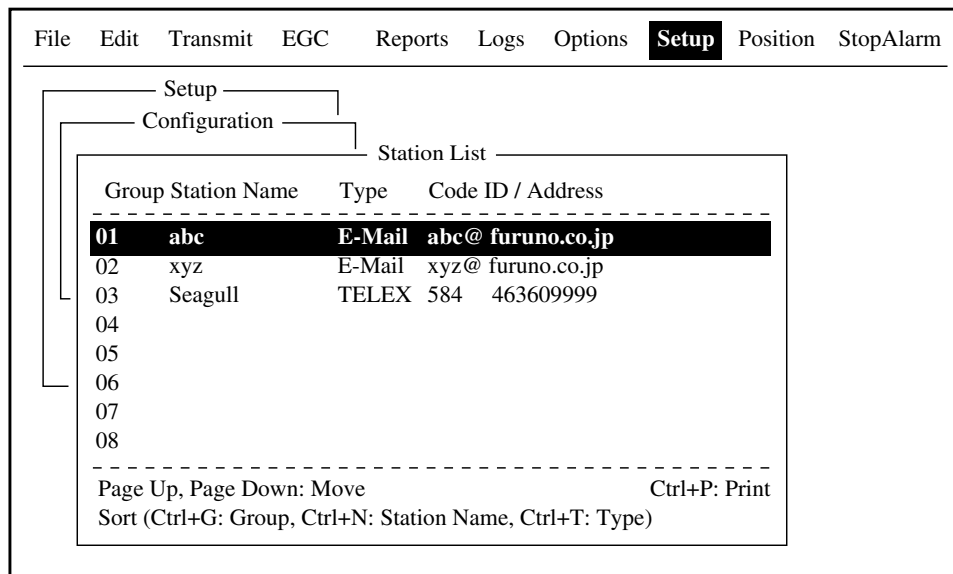 File Edit Transmit EGC Reports Logs Options Setup Position StopAlarm
Setup
Configuration
Station List
Group Station Name Type Code ID / Address
01 abc E-Mail abc@ furuno.co.jp
02 xyz E-Mail xyz@ furuno.co.jp
03 Seagull TELEX 584 463609999
04
05
06
07
08
Page Up, Page Down: Move Ctrl+P: Print
Sort (Ctrl+G: Group, Ctrl+N: Station Name, Ctrl+T: Type)